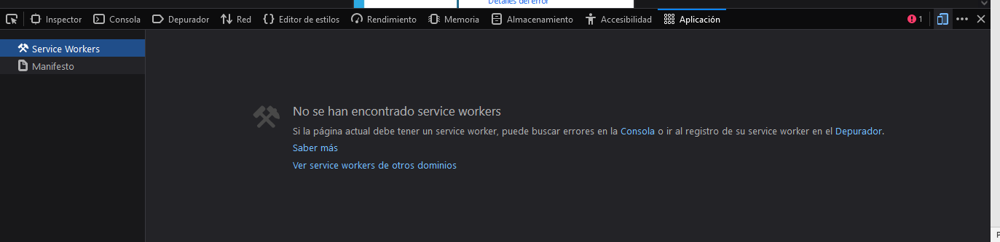 Detalles del error
Inspector Consola Depurador Red Editor de estilos Rendimiento Memoria Almacenamiento Accesibilidad Aplicación 1
Service Workers
Manifesto
No se han encontrado service workers
Si la página actual debe tener un service worker, puede buscar errores en la Consola o ir al registro de su service worker en el Depurador.
Saber más
Ver service workers de otros dominios
P